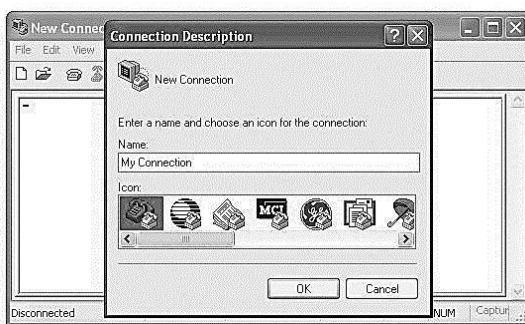 New Connec
Connection Description
File Edit View
New Connection
Enter a name and choose an icon for the connection:
Name:
My Connection
Icon:
MCI
OK Cancel
Disconnected
NUM
Captur